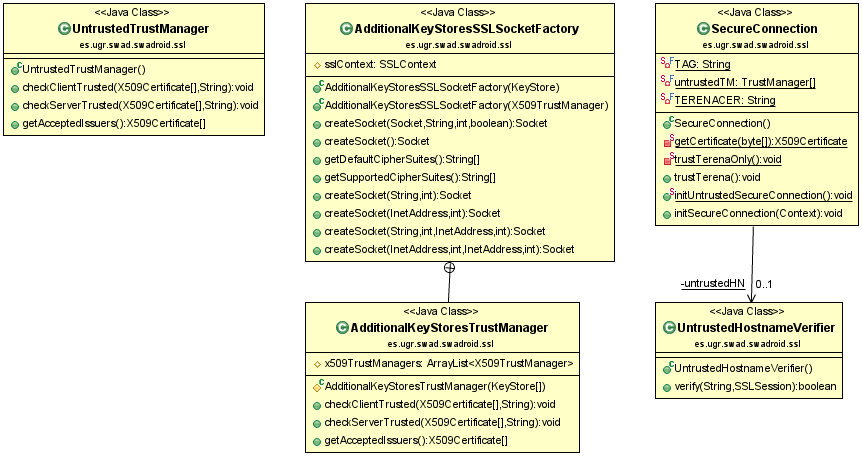 <<Java Class>>
UntrustedTrustManager
es.ugr.swad.swadroid.ssl
UntrustedTrustManager()
checkClientTrusted(X509Certificate[],String):void
checkServerTrusted(X509Certificate[],String):void
getAcceptedIssuers():X509Certificate[]
<<Java Class>>
AdditionalKeyStoresSSLSocketFactory
es.ugr.swad.swadroid.ssl
sslContext: SSLContext
AdditionalKeyStoresSSLSocketFactory(KeyStore)
AdditionalKeyStoresSSLSocketFactory(X509TrustManager)
createSocket(Socket,String,int,boolean):Socket
createSocket():Socket
getDefaultCipherSuites():String[]
getSupportedCipherSuites():String[]
createSocket(String,int):Socket
createSocket(InetAddress,int):Socket
createSocket(String,int,InetAddress,int):Socket
createSocket(InetAddress,int,InetAddress,int):Socket
<<Java Class>>
SecureConnection
es.ugr.swad.swadroid.ssl
TAG: String
untrustedTM: TrustManager[]
TERENACER: String
SecureConnection()
getCertificate(byte[]):X509Certificate
trustTerenaOnly():void
trustTerena():void
initUntrustedSecureConnection():void
initSecureConnection(Context):void
-untrustedHN 0..1
<<Java Class>>
AdditionalKeyStoresTrustManager
es.ugr.swad.swadroid.ssl
x509TrustManagers: ArrayList<X509TrustManager>
AdditionalKeyStoresTrustManager(KeyStore[])
checkClientTrusted(X509Certificate[],String):void
checkServerTrusted(X509Certificate[],String):void
getAcceptedIssuers():X509Certificate[]
<<Java Class>>
UntrustedHostnameVerifier
es.ugr.swad.swadroid.ssl
UntrustedHostnameVerifier()
verify(String,SSLSession):boolean